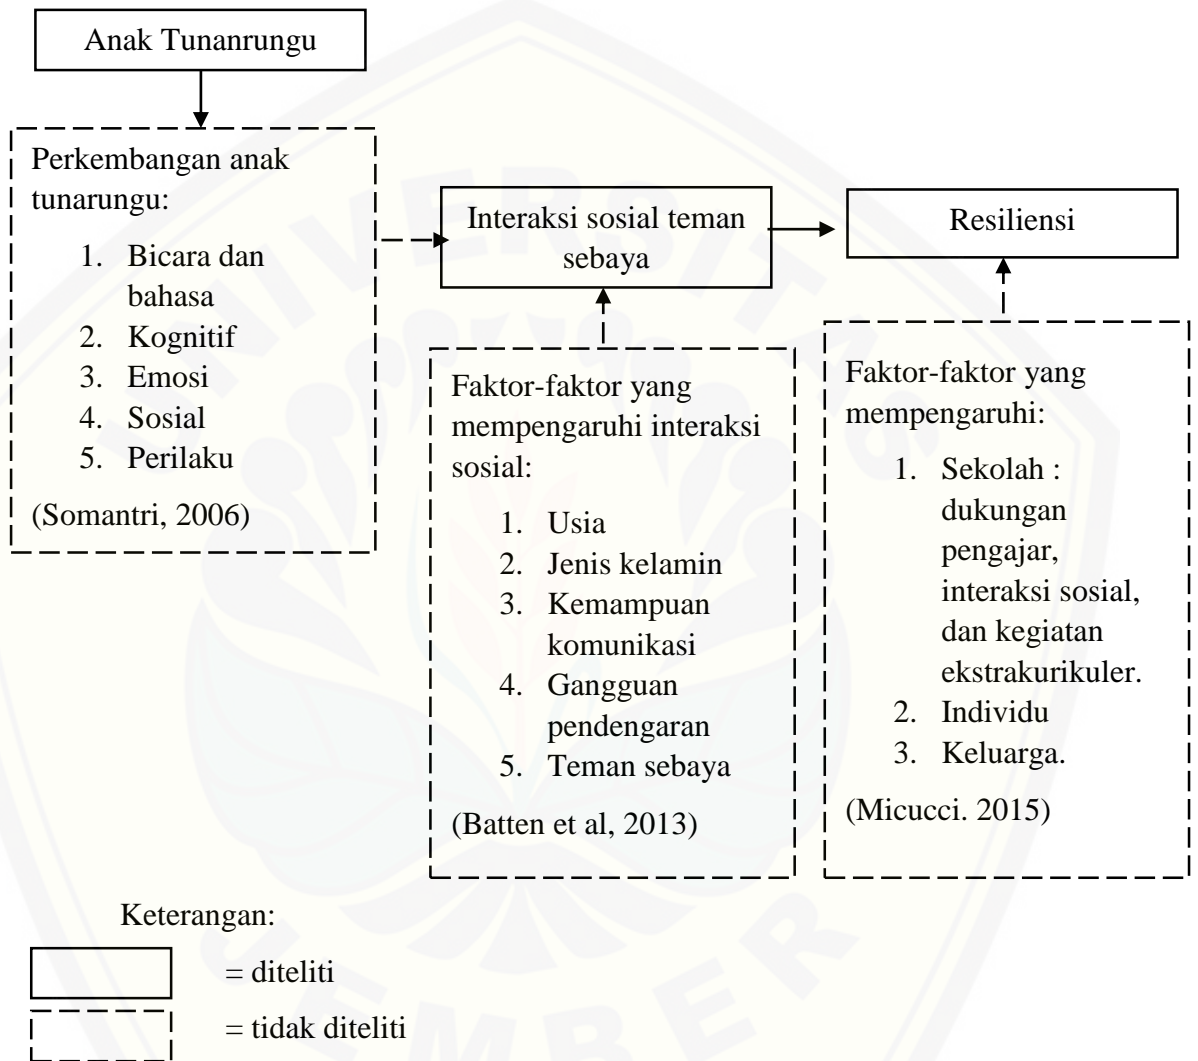 Anak Tunanrungu
Perkembangan anak
tunarungu:
1. Bicara dan
bahasa
2. Kognitif
3. Emosi
4. Sosial
5. Perilaku
(Somantri, 2006)
Interaksi sosial teman
sebaya
Resiliensi
Faktor-faktor yang
mempengaruhi interaksi
sosial:
1. Usia
2. Jenis kelamin
3. Kemampuan
komunikasi
4. Gangguan
pendengaran
5. Teman sebaya
(Batten et al, 2013)
Faktor-faktor yang
mempengaruhi:
1. Sekolah :
dukungan
pengajar,
interaksi sosial,
dan kegiatan
ekstrakurikuler.
2. Individu
3. Keluarga.
(Micucci. 2015)
Keterangan:
= diteliti
= tidak diteliti
UNIVERSITAS
JEMBER